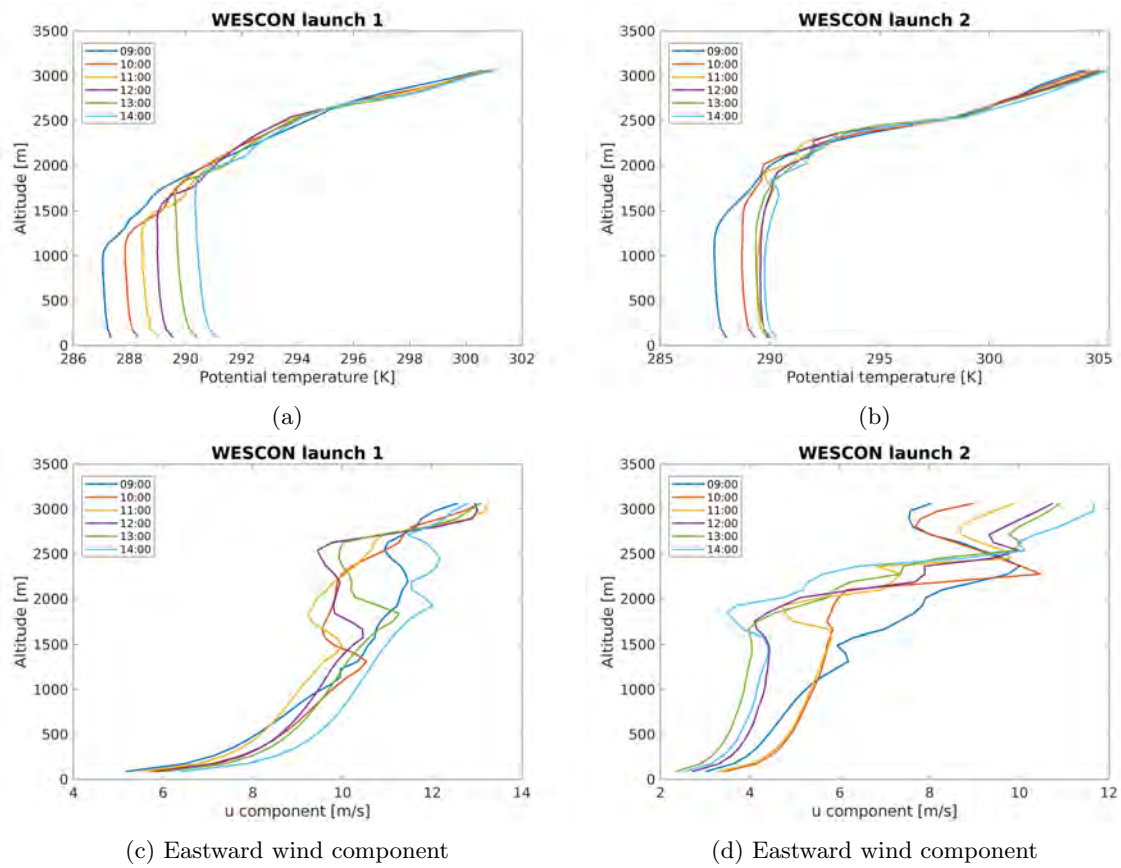 WESCON launch 1
3500
3000
2500
2000
1500
1000
500
0
Altitude [m]
09:00
10:00
11:00
12:00
13:00
14:00
286 288 290 292 294 296 298 300 302
Potential temperature [K]
(a)
WESCON launch 2
3500
3000
2500
2000
1500
1000
500
0
Altitude [m]
09:00
10:00
11:00
12:00
13:00
14:00
285 290 295 300 305
Potential temperature [K]
(b)
WESCON launch 1
3500
3000
2500
2000
1500
1000
500
0
Altitude [m]
09:00
10:00
11:00
12:00
13:00
14:00
4 6 8 10 12 14
u component [m/s]
(c) Eastward wind component
WESCON launch 2
3500
3000
2500
2000
1500
1000
500
0
Altitude [m]
09:00
10:00
11:00
12:00
13:00
14:00
2 4 6 8 10 12
u component [m/s]
(d) Eastward wind component